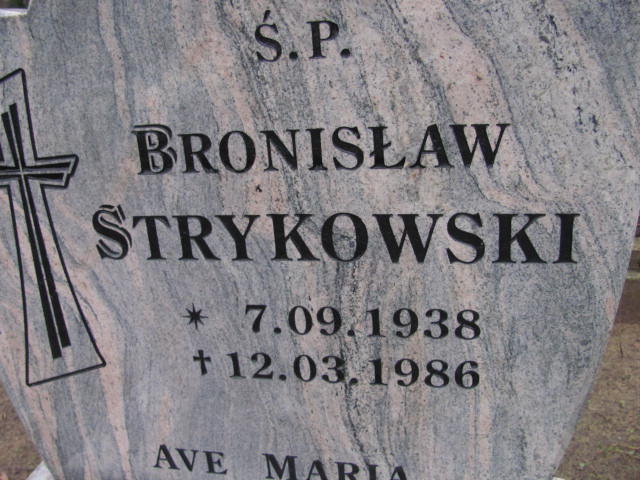 Ś.P.
BRONISŁAW
STRYKOWSKI
* 7.09.1938
† 12.03.1986
AVE MARIA